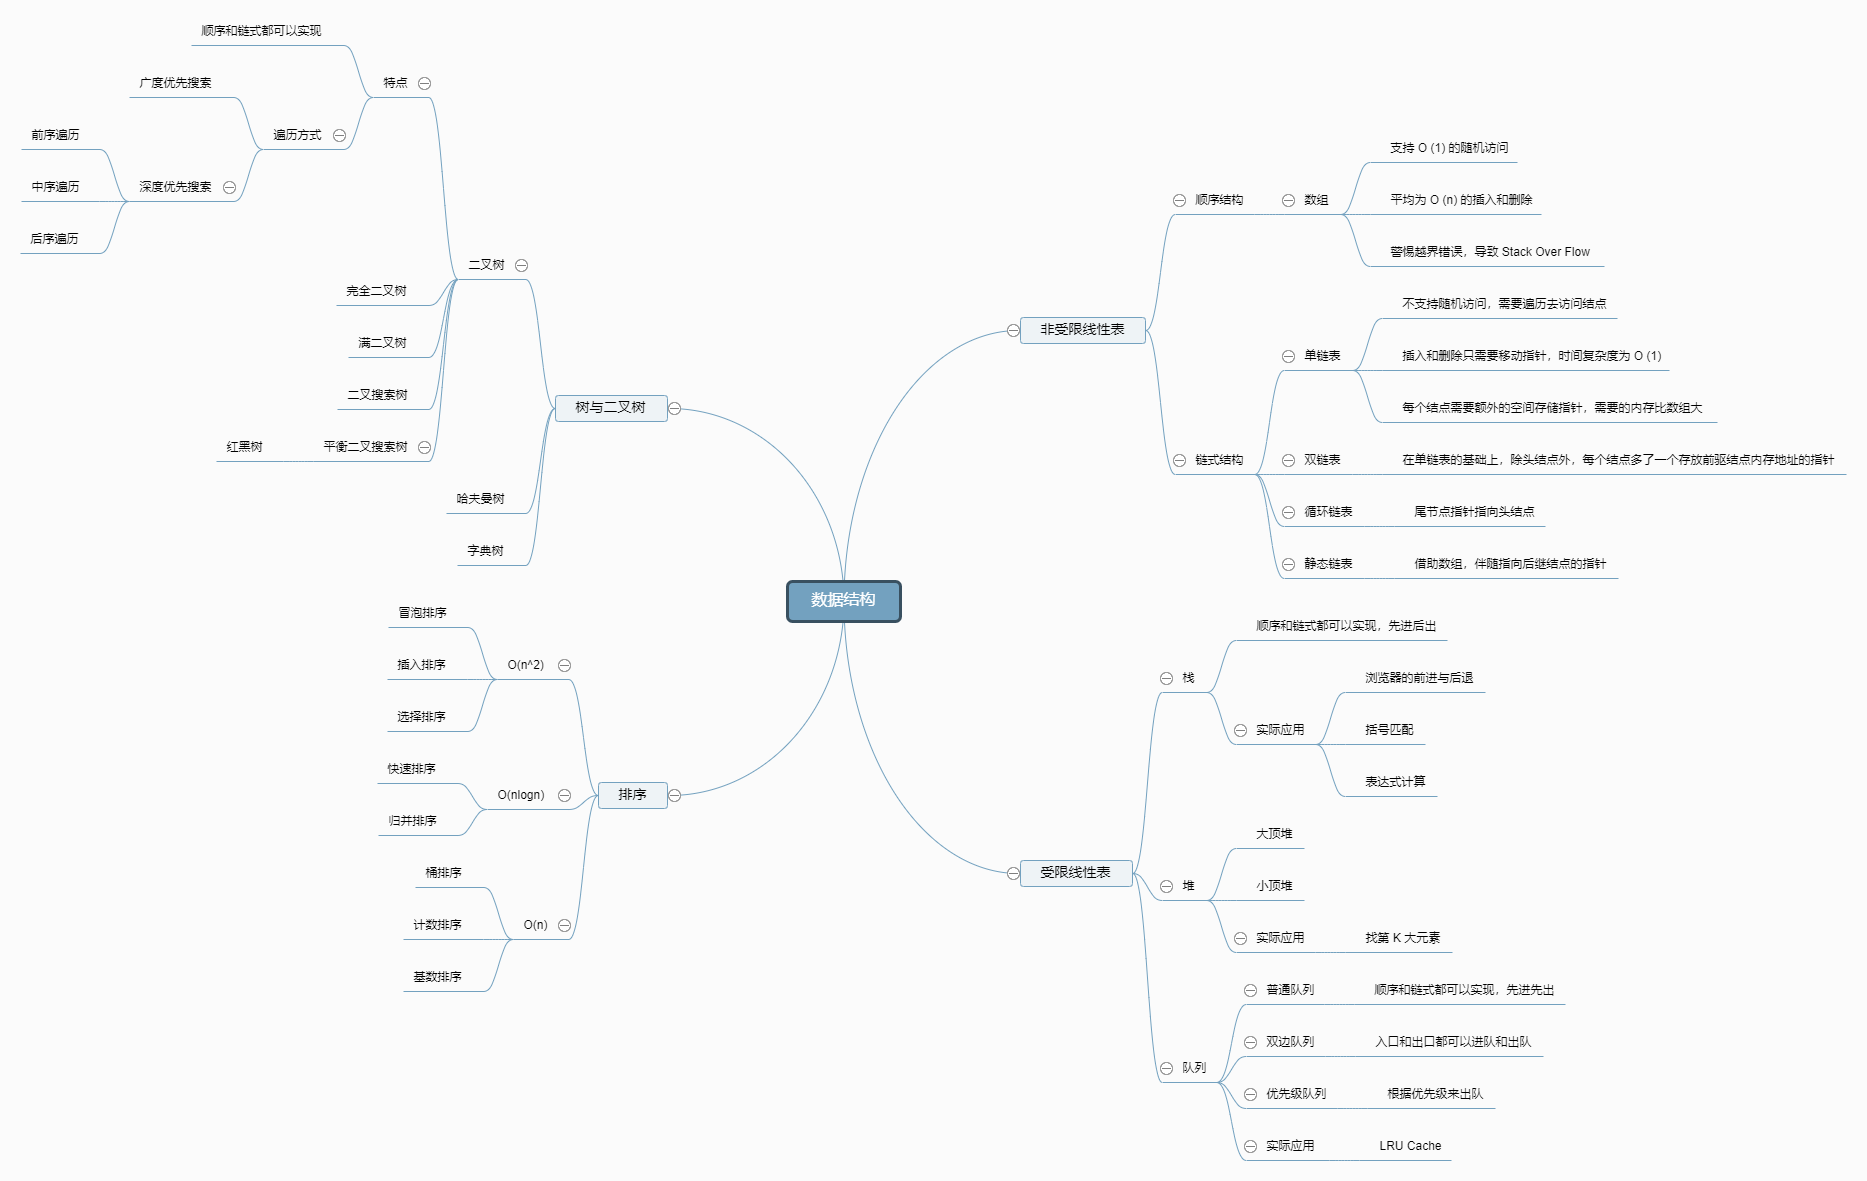 数据结构
非受限线性表
顺序结构
数组
支持 O (1) 的随机访问
平均为 O (n) 的插入和删除
警惕越界错误，导致 Stack Over Flow
链式结构
单链表
不支持随机访问，需要遍历去访问结点
插入和删除只需要移动指针，时间复杂度为 O (1)
每个结点需要额外的空间存储指针，需要的内存比数组大
双链表
在单链表的基础上，除头结点外，每个结点多了一个存放前驱结点内存地址的指针
循环链表
尾节点指针指向头结点
静态链表
借助数组，伴随指向后继结点的指针
受限线性表
栈
顺序和链式都可以实现，先进后出
实际应用
浏览器的前进与后退
括号匹配
表达式计算
堆
大顶堆
小顶堆
实际应用
找第 K 大元素
队列
普通队列
顺序和链式都可以实现，先进先出
双边队列
入口和出口都可以进队和出队
优先级队列
根据优先级来出队
实际应用
LRU Cache
树与二叉树
二叉树
特点
顺序和链式都可以实现
遍历方式
广度优先搜索
深度优先搜索
前序遍历
中序遍历
后序遍历
完全二叉树
满二叉树
二叉搜索树
平衡二叉搜索树
红黑树
哈夫曼树
字典树
排序
O(n^2)
冒泡排序
插入排序
选择排序
O(nlogn)
快速排序
归并排序
O(n)
桶排序
计数排序
基数排序